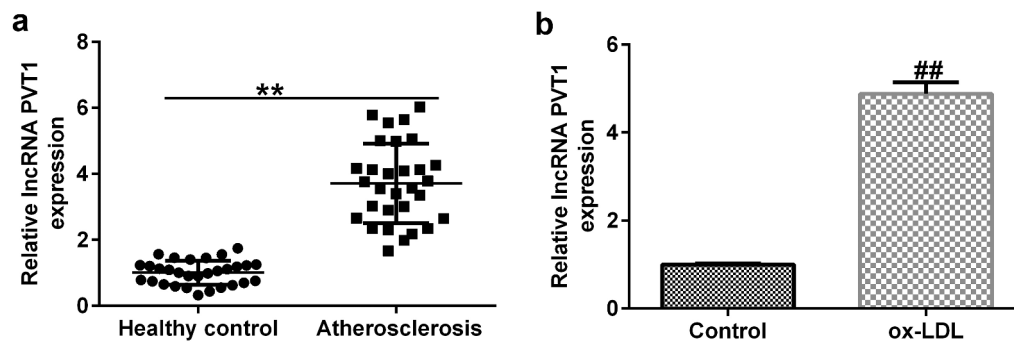 a
Relative lncRNA PVT1
expression
8
6
4
2
0
**
Healthy control
Atherosclerosis
b
Relative lncRNA PVT1
expression
6
4
2
0
##
Control
ox-LDL